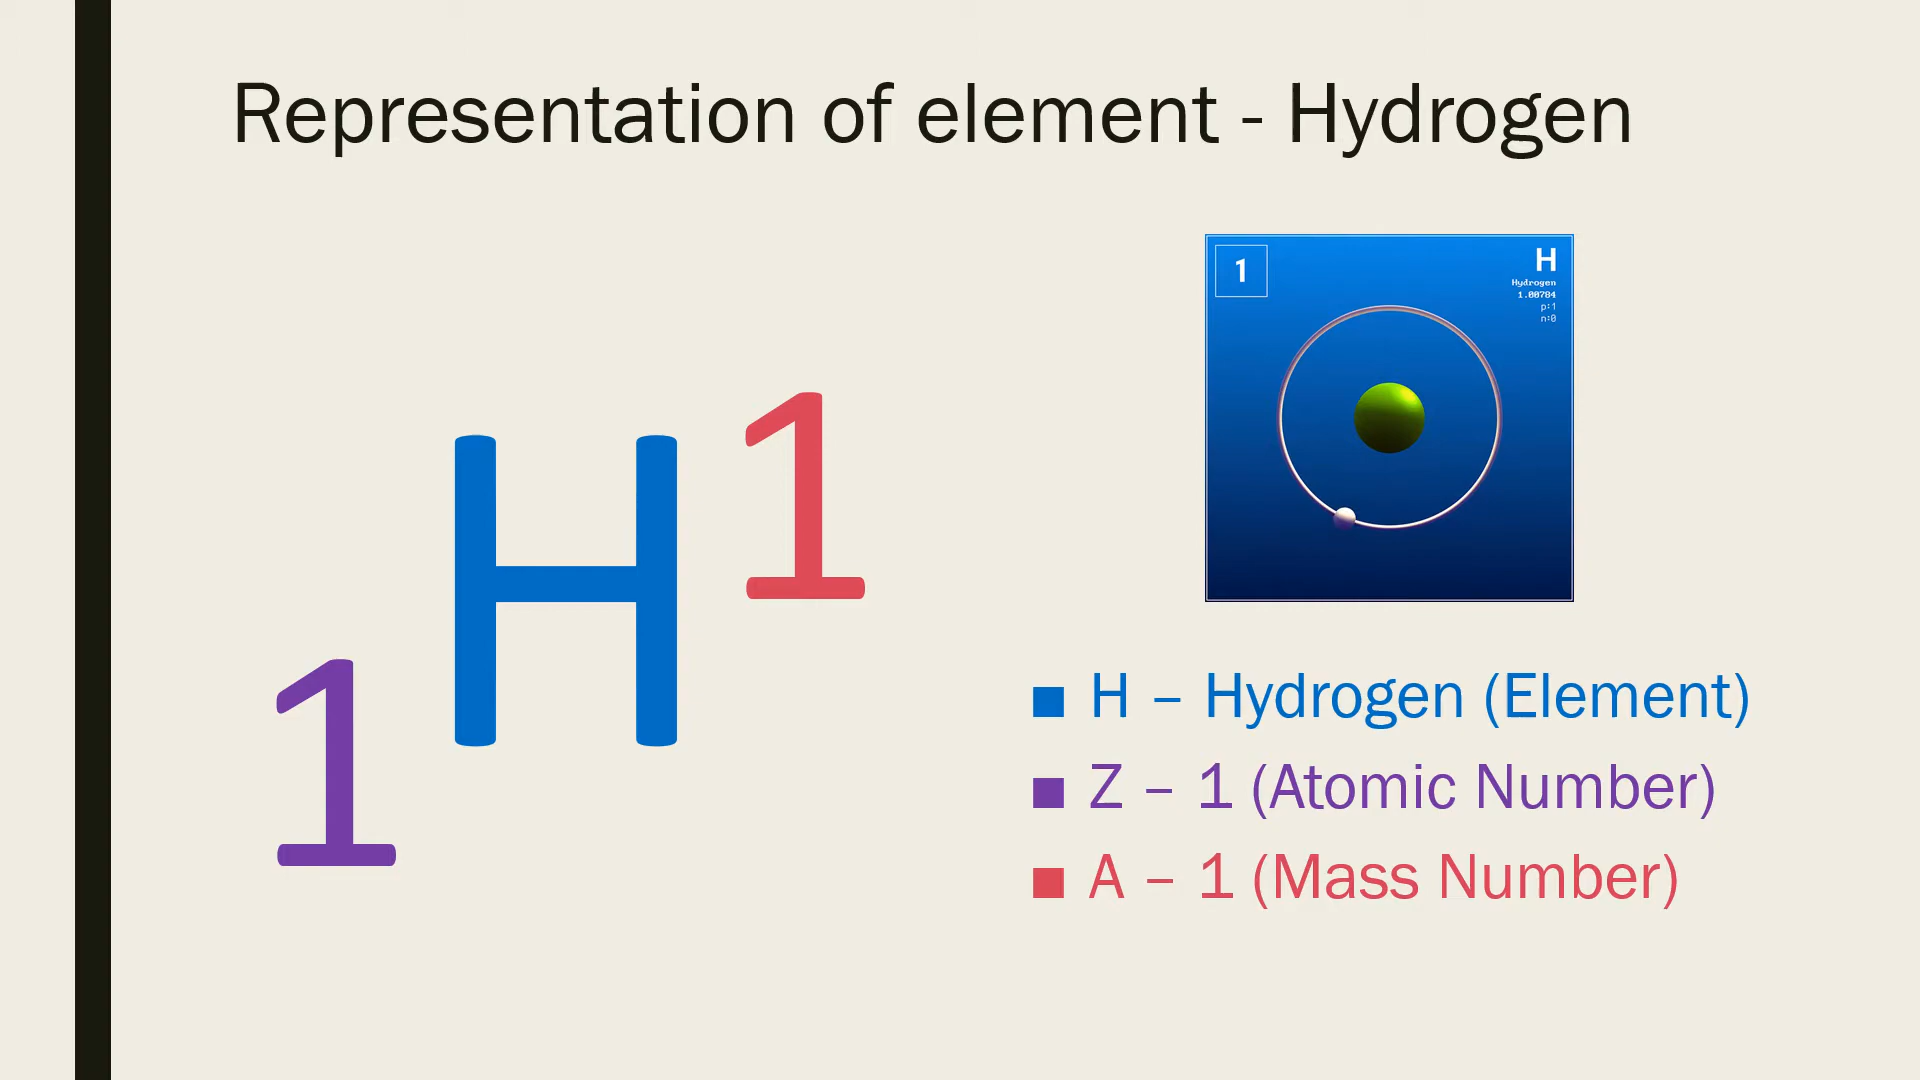 Representation of element - Hydrogen
1
H
1
1
H
Hydrogen
1.00784
p:1
n:0
■ H – Hydrogen (Element)
■ Z – 1 (Atomic Number)
■ A – 1 (Mass Number)